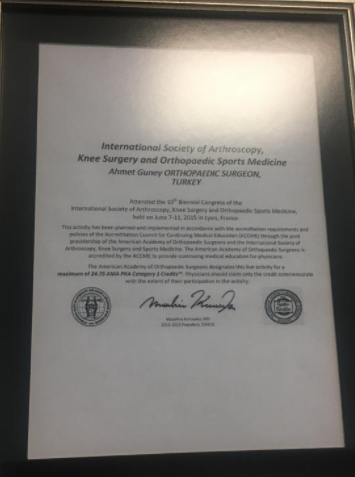 International Society of Arthroscopy,
Knee Surgery and Orthopaedic Sports Medicine
Ahmet Guney ORTHOPAEDIC SURGEON,
TURKEY
Attended the 10th Biennial Congress of the
International Society of Arthroscopy, Knee Surgery and Orthopaedic Sports Medicine,
held on June 7-11, 2015 in Lyon, France
This activity has been planned and implemented in accordance with the accreditation requirements and
policies of the Accreditation Council for Continuing Medical Education (ACCME) through the joint
providership of the American Academy of Orthopaedic Surgeons and the International Society of
Arthroscopy, Knee Surgery and Sports Medicine. The American Academy of Orthopaedic Surgeons is
accredited by the ACCME to provide continuing medical education for physicians.
The American Academy of Orthopaedic Surgeons designates this live activity for a
maximum of 24.75 AMA PRA Category 1 Credits™. Physicians should claim only the credit commensurate
with the extent of their participation in the activity.
Masahiro Kurosaka, MD
2013-2015 President, ISAKOS